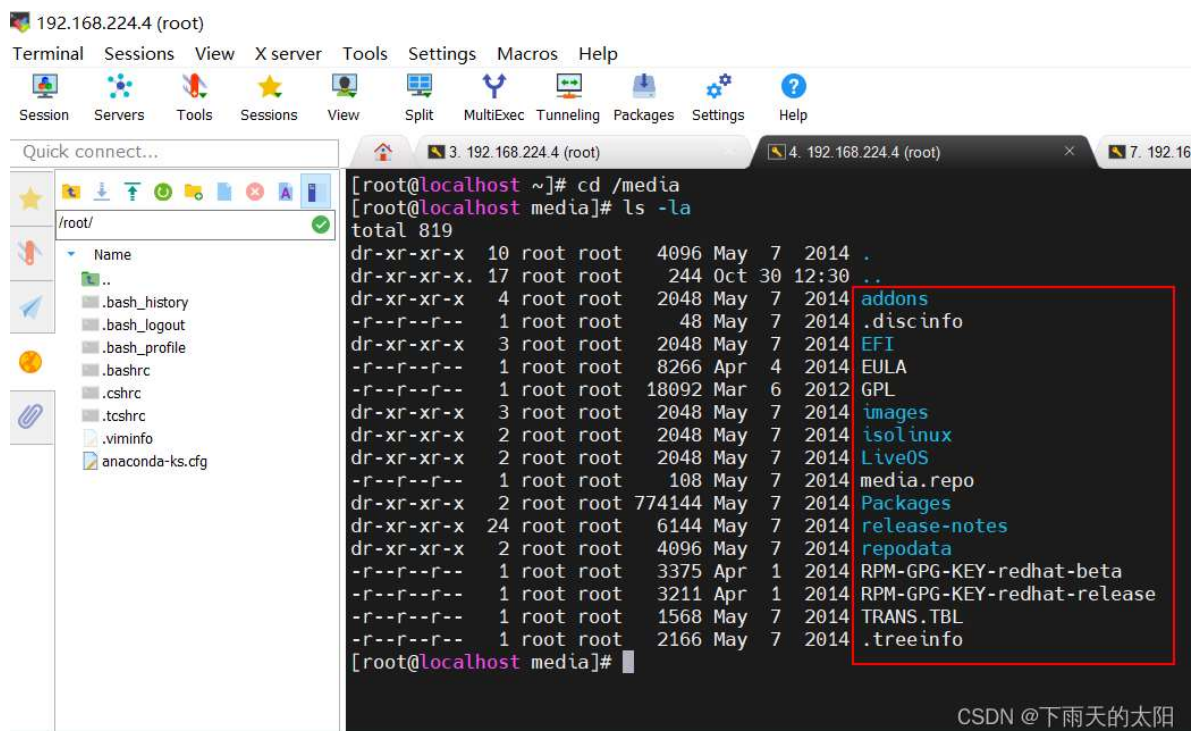 192.168.224.4 (root)
Terminal Sessions View X server Tools Settings Macros Help
Session Servers Tools Sessions View Split MultiExec Tunneling Packages Settings Help
Quick connect...
3. 192.168.224.4 (root)
4. 192.168.224.4 (root)
7. 192.16
/root/
Name
..
.bash_history
.bash_logout
.bash_profile
.bashrc
.cshrc
.tcshrc
.viminfo
anaconda-ks.cfg
[root@localhost ~]# cd /media
[root@localhost media]# ls -la
total 819
dr-xr-xr-x 10 root root 4096 May 7 2014 .
dr-xr-xr-x. 17 root root 244 Oct 30 12:30 ..
dr-xr-xr-x 4 root root 2048 May 7 2014 addons
-r--r--r-- 1 root root 48 May 7 2014 .discinfo
dr-xr-xr-x 3 root root 2048 May 7 2014 EFI
-r--r--r-- 1 root root 8266 Apr 4 2014 EULA
-r--r--r-- 1 root root 18092 Mar 6 2012 GPL
dr-xr-xr-x 3 root root 2048 May 7 2014 images
dr-xr-xr-x 2 root root 2048 May 7 2014 isolinux
dr-xr-xr-x 2 root root 2048 May 7 2014 LiveOS
-r--r--r-- 1 root root 108 May 7 2014 media.repo
dr-xr-xr-x 2 root root 774144 May 7 2014 Packages
dr-xr-xr-x 24 root root 6144 May 7 2014 release-notes
dr-xr-xr-x 2 root root 4096 May 7 2014 repodata
-r--r--r-- 1 root root 3375 Apr 1 2014 RPM-GPG-KEY-redhat-beta
-r--r--r-- 1 root root 3211 Apr 1 2014 RPM-GPG-KEY-redhat-release
-r--r--r-- 1 root root 1568 May 7 2014 TRANS.TBL
-r--r--r-- 1 root root 2166 May 7 2014 .treeinfo
[root@localhost media]#
CSDN @下雨天的太阳